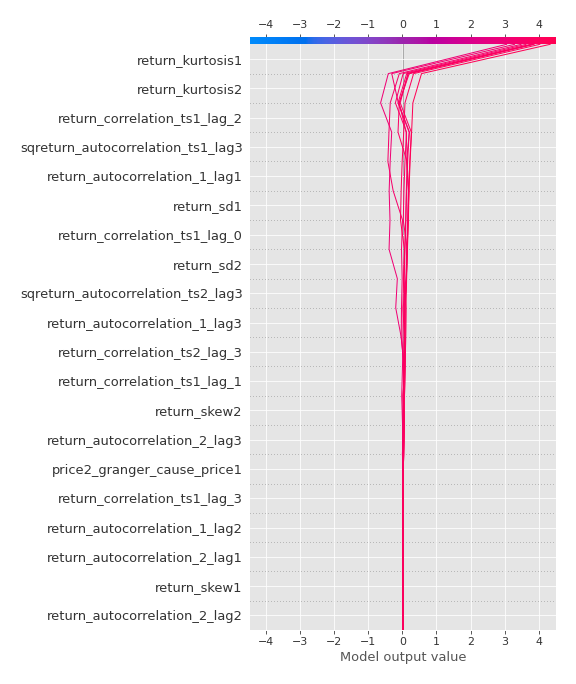 −4 −3 −2 −1 0 1 2 3 4
return_kurtosis1
return_kurtosis2
return_correlation_ts1_lag_2
sqreturn_autocorrelation_ts1_lag3
return_autocorrelation_1_lag1
return_sd1
return_correlation_ts1_lag_0
return_sd2
sqreturn_autocorrelation_ts2_lag3
return_autocorrelation_1_lag3
return_correlation_ts2_lag_3
return_correlation_ts1_lag_1
return_skew2
return_autocorrelation_2_lag3
price2_granger_cause_price1
return_correlation_ts1_lag_3
return_autocorrelation_1_lag2
return_autocorrelation_2_lag1
return_skew1
return_autocorrelation_2_lag2
−4 −3 −2 −1 0 1 2 3 4
Model output value